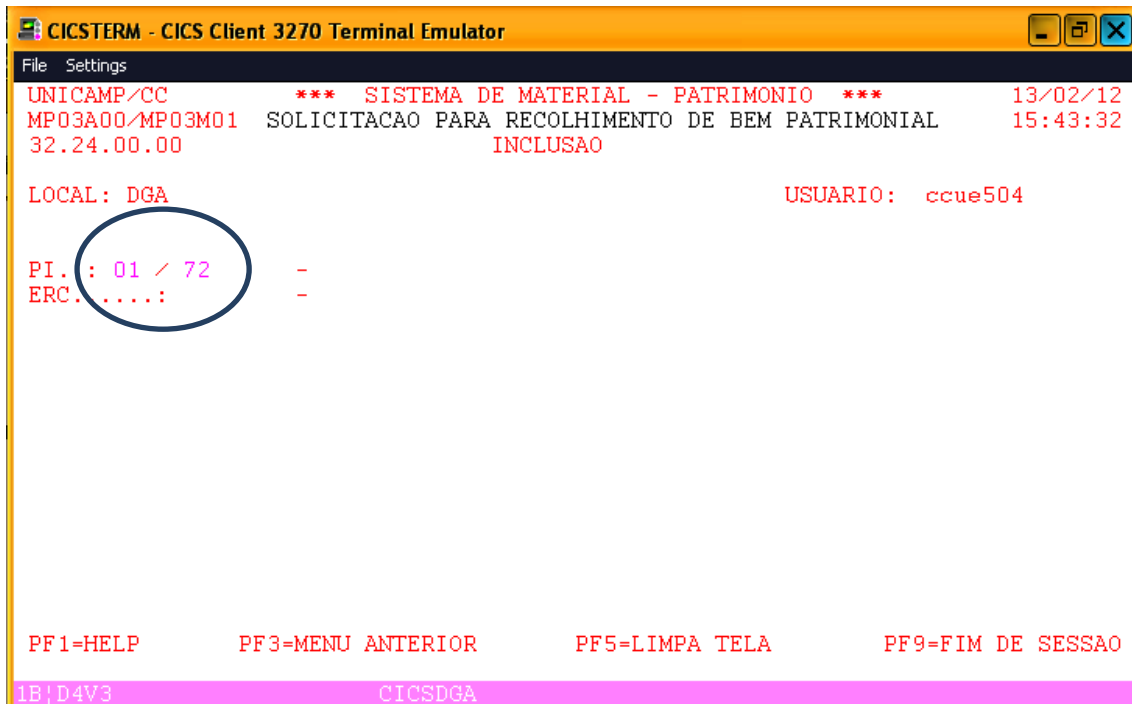 CICSTERM - CICS Client 3270 Terminal Emulator
File Settings
UNICAMP/CC *** SISTEMA DE MATERIAL - PATRIMONIO *** 13/02/12
MP03A00/MP03M01 SOLICITACAO PARA RECOLHIMENTO DE BEM PATRIMONIAL 15:43:32
32.24.00.00 INCLUSAO
LOCAL: DGA USUARIO: ccue504
PI..: 01 / 72 -
ERC......: -
PF1=HELP PF3=MENU ANTERIOR PF5=LIMPA TELA PF9=FIM DE SESSAO
1B¦D4V3 CICSDGA